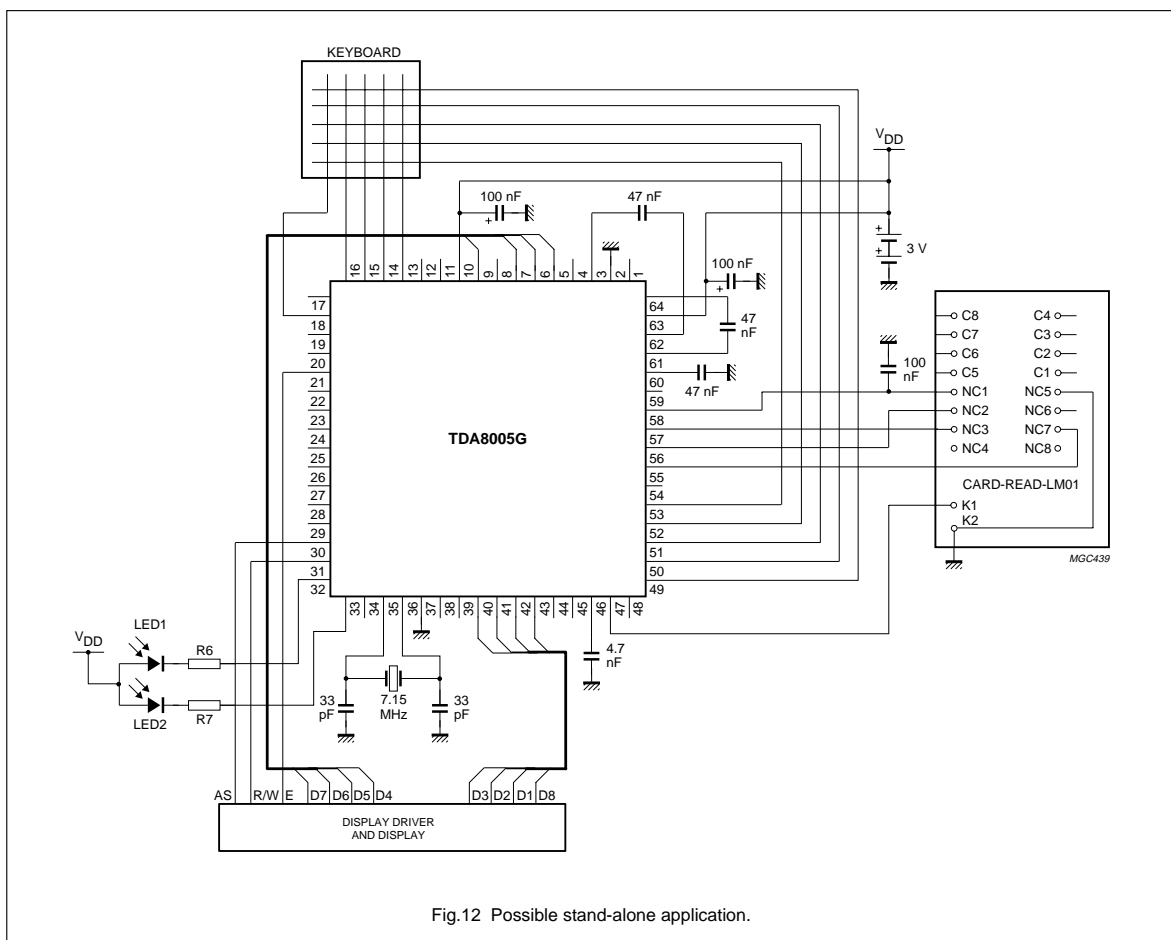 KEYBOARD
VDD
100 nF
+
47 nF
+
+
3 V
16 15 14 13 12 11 10 9 8 7 6 5 4 3 2 1
100 nF
+
17
18
19
20
21
22
23
24
25
26
27
28
29
30
31
32
TDA8005G
64
63
62
61
60
59
58
57
56
55
54
53
52
51
50
49
47
nF
47 nF
100
nF
C8 C4
C7 C3
C6 C2
C5 C1
NC1 NC5
NC2 NC6
NC3 NC7
NC4 NC8
CARD-READ-LM01
K1
K2
MGC439
33 34 35 36 37 38 39 40 41 42 43 44 45 46 47 48
VDD
LED1
R6
LED2
R7
33
pF
7.15
MHz
33
pF
4.7
nF
AS R/W E D7 D6 D5 D4 D3 D2 D1 D8
DISPLAY DRIVER
AND DISPLAY
Fig.12 Possible stand-alone application.